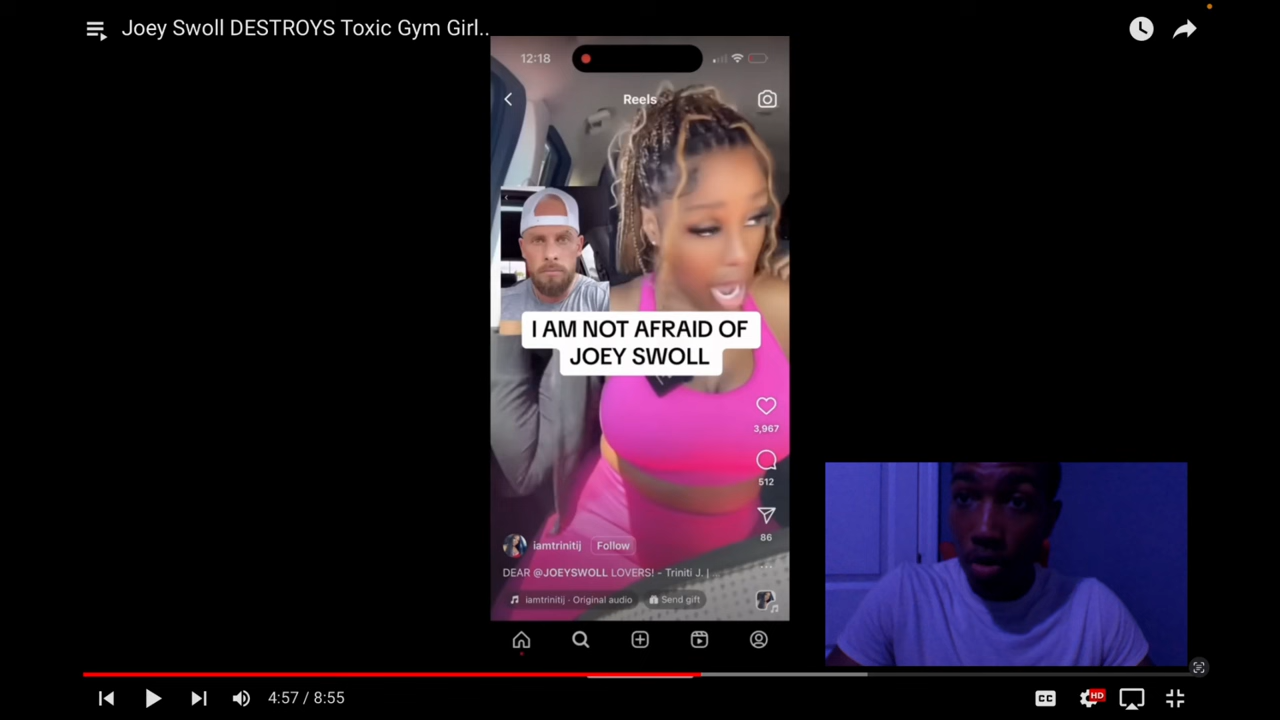 Joey Swoll DESTROYS Toxic Gym Girl..
12:18
Reels
I AM NOT AFRAID OF
JOEY SWOLL
3,967
512
86
iamtrinitij Follow
DEAR @JOEYSWOLL LOVERS! - Triniti J. | ...
iamtrinitij · Original audio Send gift
4:57 / 8:55
CC
HD